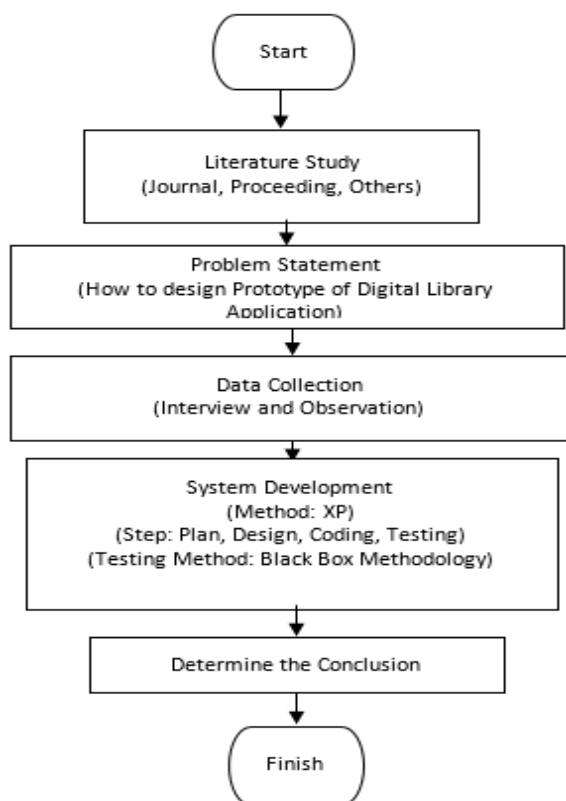 Start
Literature Study
(Journal, Proceeding, Others)
Problem Statement
(How to design Prototype of Digital Library
Application)
Data Collection
(Interview and Observation)
System Development
(Method: XP)
(Step: Plan, Design, Coding, Testing)
(Testing Method: Black Box Methodology)
Determine the Conclusion
Finish